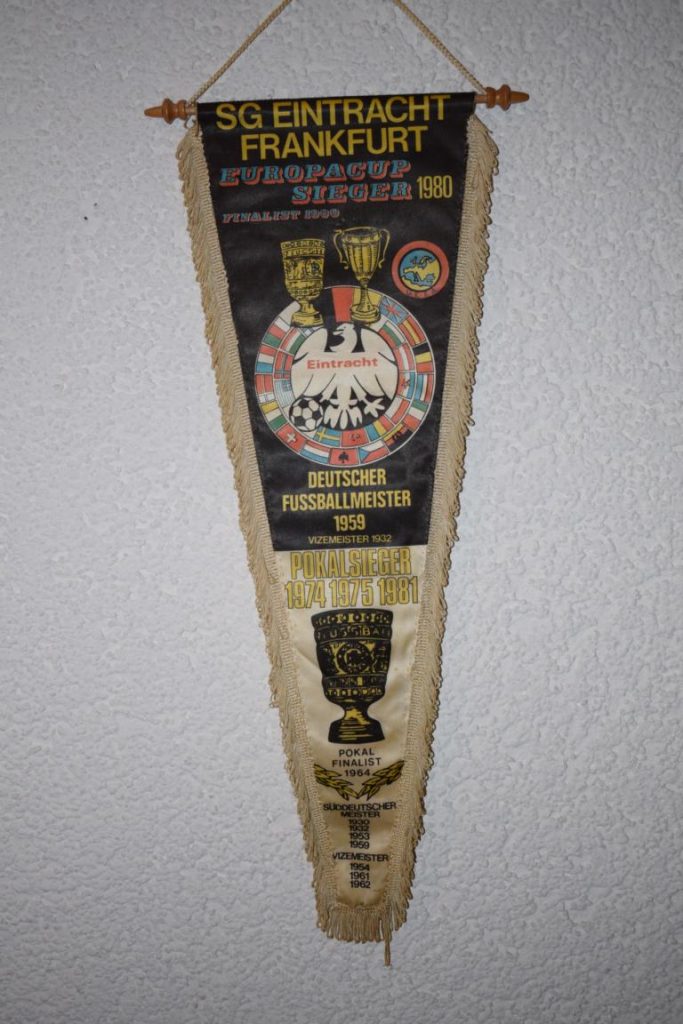 SG EINTRACHT
FRANKFURT
EUROPACUP
SIEGER 1980
FINALIST 1960
Eintracht
DEUTSCHER
FUSSBALLMEISTER
1959
VIZEMEISTER 1932
POKALSIEGER
1974 1975 1981
FUSSBA
POKAL
FINALIST
1964
SÜDDEUTSCHER
MEISTER
1930
1932
1953
1959
VIZEMEISTER
1954
1961
1962